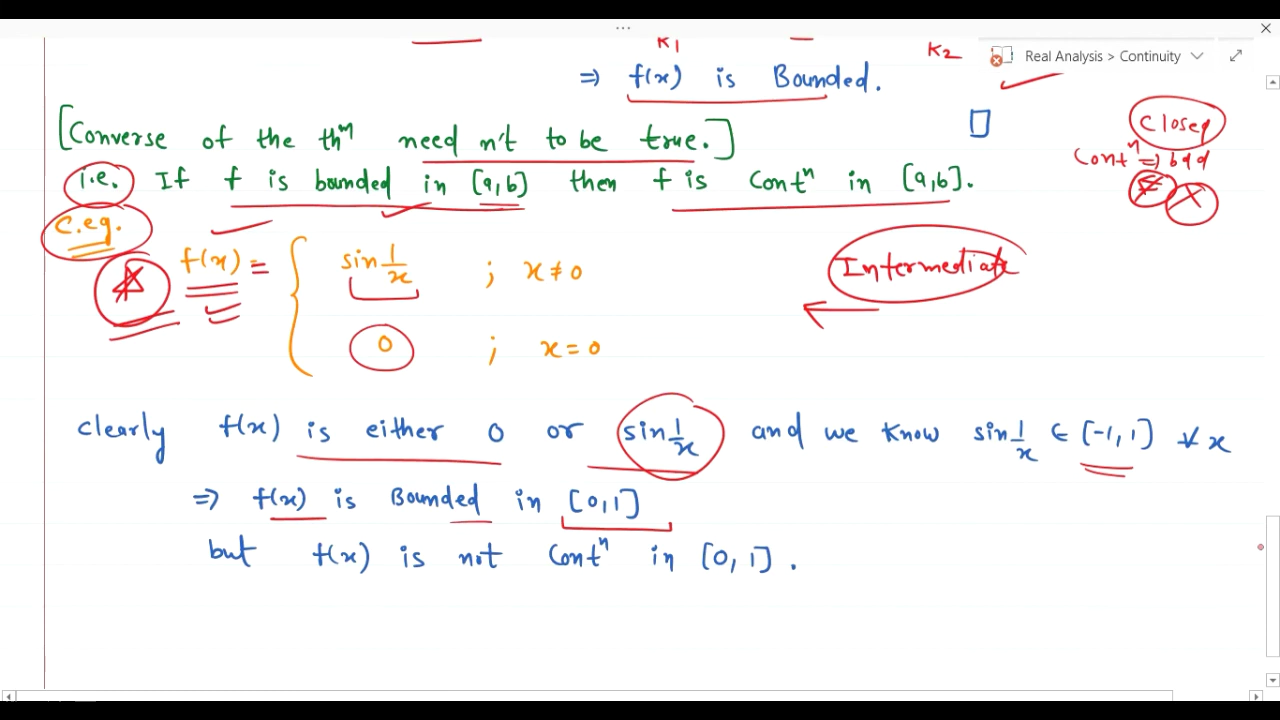 K1
K2
Real Analysis > Continuity
⇒ f(x) is Bounded.
[Converse of the thᵐ need n't to be true.]
closed
contⁿ ⇒ bdd
i.e. If f is bounded in [a,b] then f is contⁿ in [a,b].
C.eg.
f(x) = { sin 1/x ; x ≠ 0
Intermediate
0 ; x = 0
clearly f(x) is either 0 or sin 1/x and we know sin 1/x ∈ [-1, 1] ∀ x
⇒ f(x) is Bounded in [0,1]
but f(x) is not contⁿ in [0, 1].